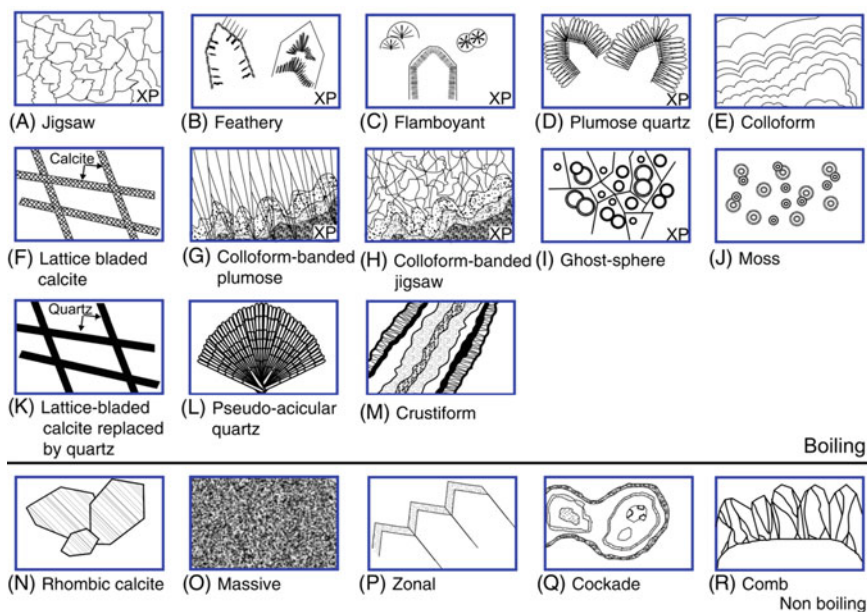 XP
XP
XP
(A) Jigsaw
(B) Feathery
(C) Flamboyant
XP
(D) Plumose quartz
(E) Colloform
Calcite
XP
XP
XP
(F) Lattice bladed
calcite
(G) Colloform-banded
plumose
(H) Colloform-banded
jigsaw
(I) Ghost-sphere
(J) Moss
Quartz
(K) Lattice-bladed
calcite replaced
by quartz
(L) Pseudo-acicular
quartz
(M) Crustiform
Boiling
(N) Rhombic calcite
(O) Massive
(P) Zonal
(Q) Cockade
(R) Comb
Non boiling